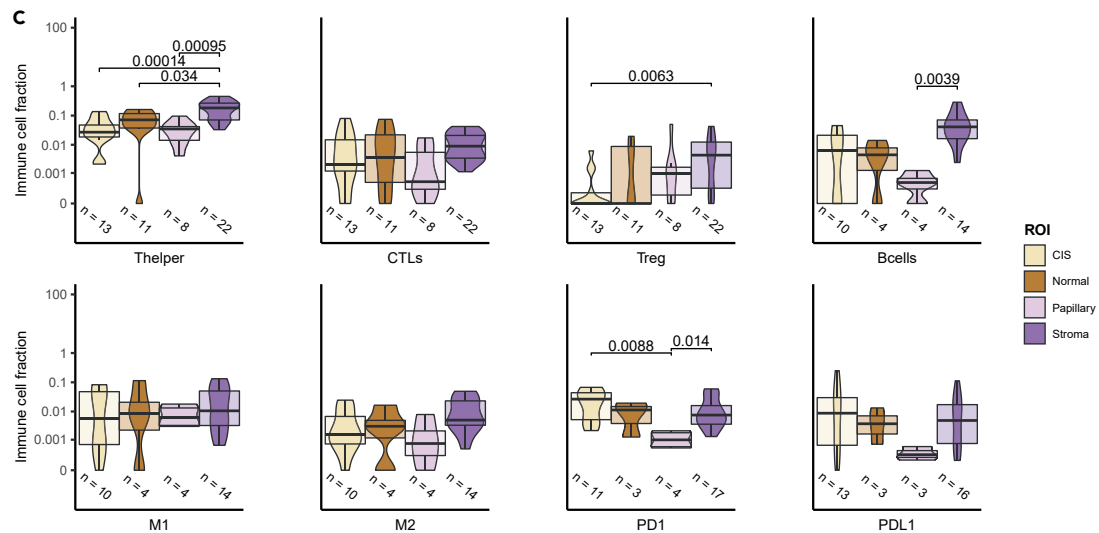 C
Immune cell fraction
100
1
0.1
0.01
0.001
0
0.00095
0.00014
0.034
n = 13
n = 11
n = 8
n = 22
Thelper
n = 13
n = 11
n = 8
n = 22
CTLs
0.0063
n = 13
n = 11
n = 8
n = 22
Treg
0.0039
n = 10
n = 4
n = 4
n = 14
Bcells
ROI
CIS
Normal
Papillary
Stroma
Immune cell fraction
100
1
0.1
0.01
0.001
0
n = 10
n = 4
n = 4
n = 14
M1
n = 10
n = 4
n = 4
n = 14
M2
0.0088
0.014
n = 11
n = 3
n = 4
n = 17
PD1
n = 13
n = 3
n = 3
n = 16
PDL1